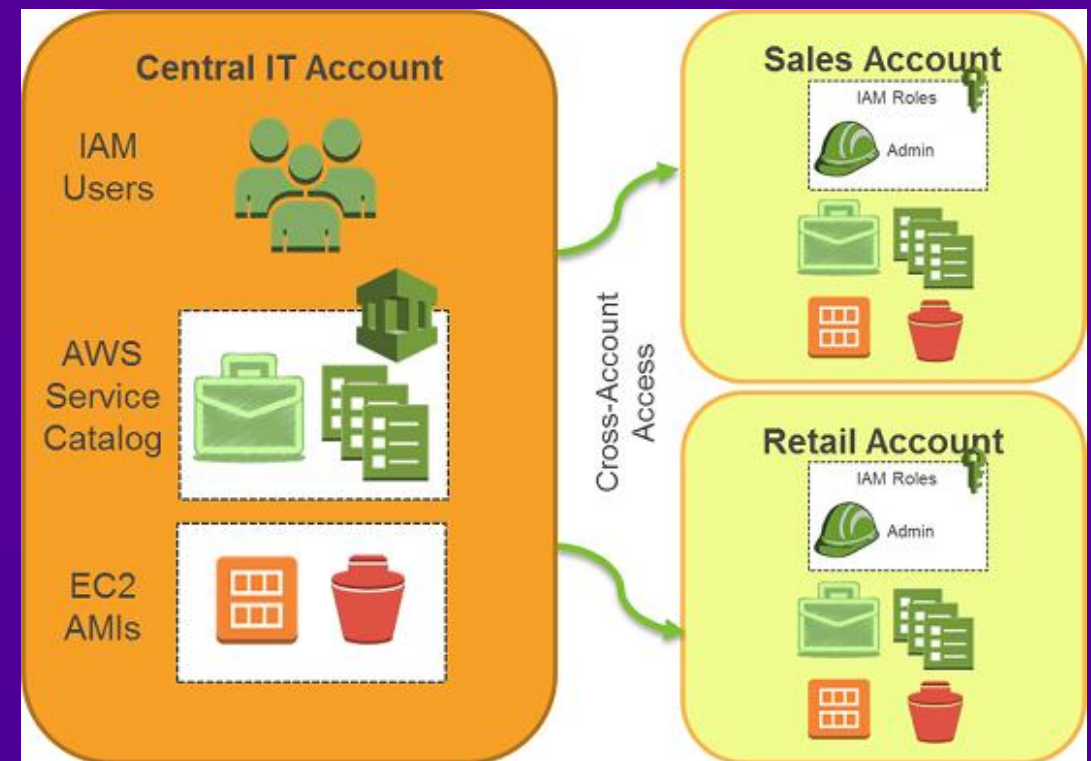 Central IT Account
IAM
Users
AWS
Service
Catalog
EC2
AMIs
Cross-Account
Access
Sales Account
IAM Roles
Admin
Retail Account
IAM Roles
Admin